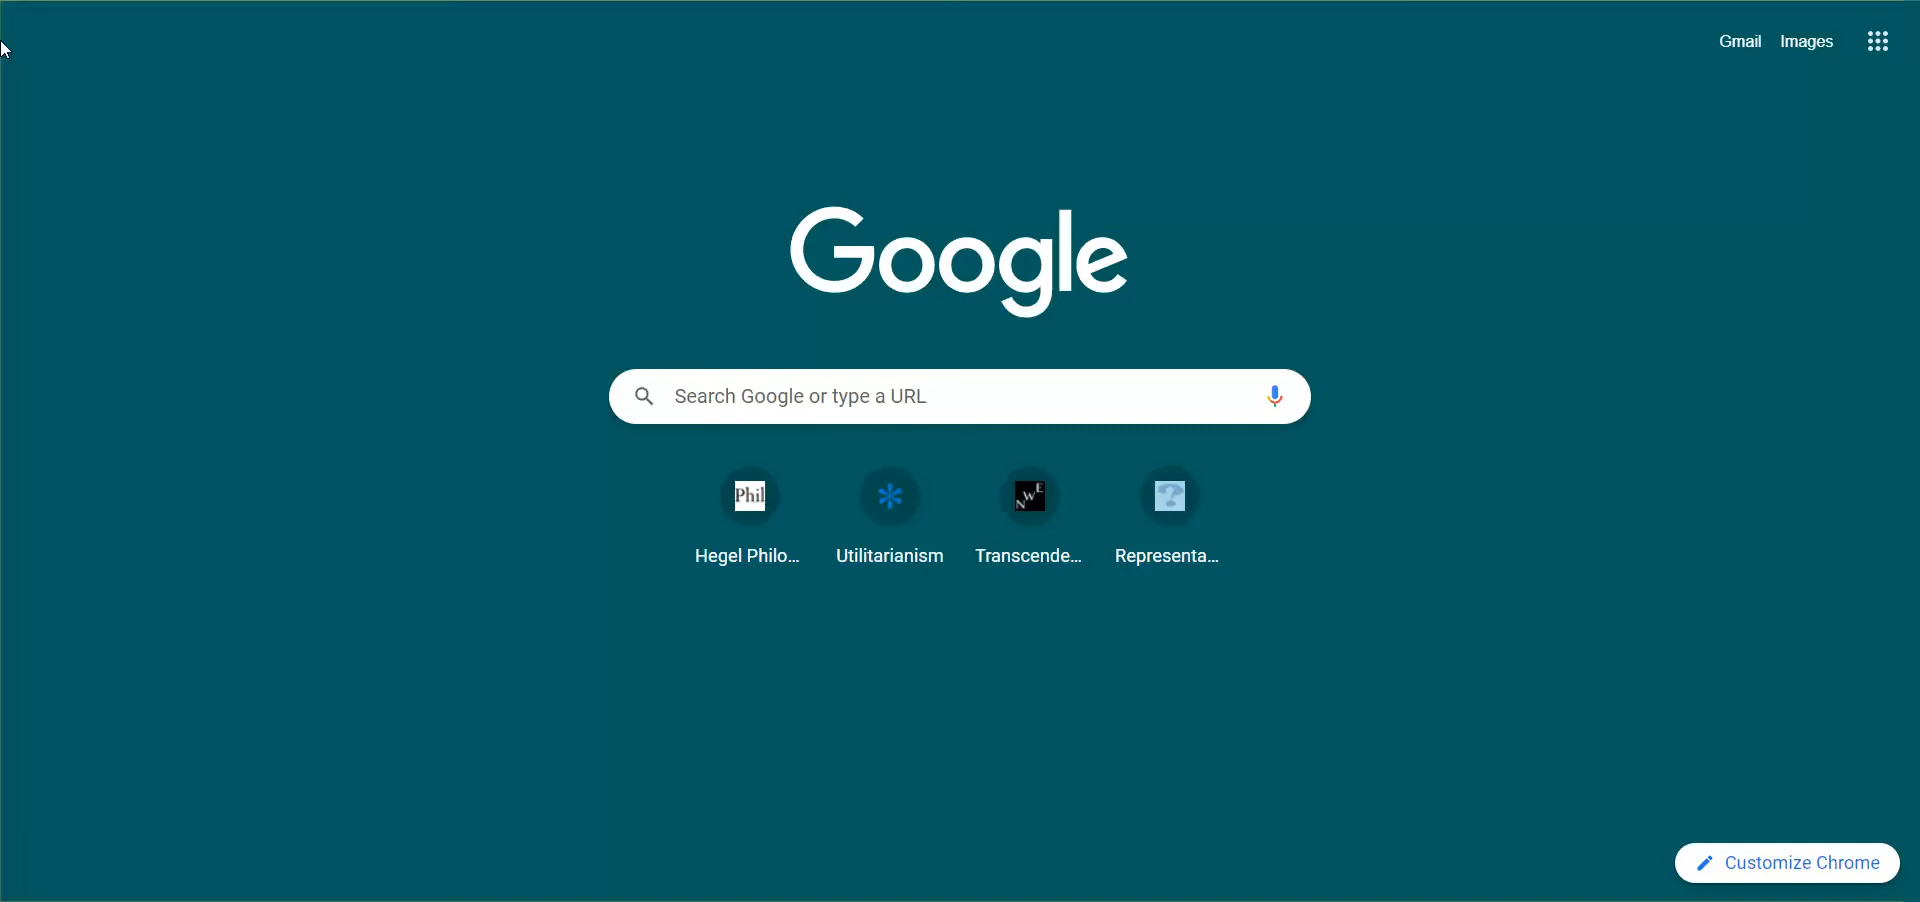 Gmail Images
Google
Search Google or type a URL
Phil
N W E
Hegel Philo... Utilitarianism Transcende... Representa...
Customize Chrome